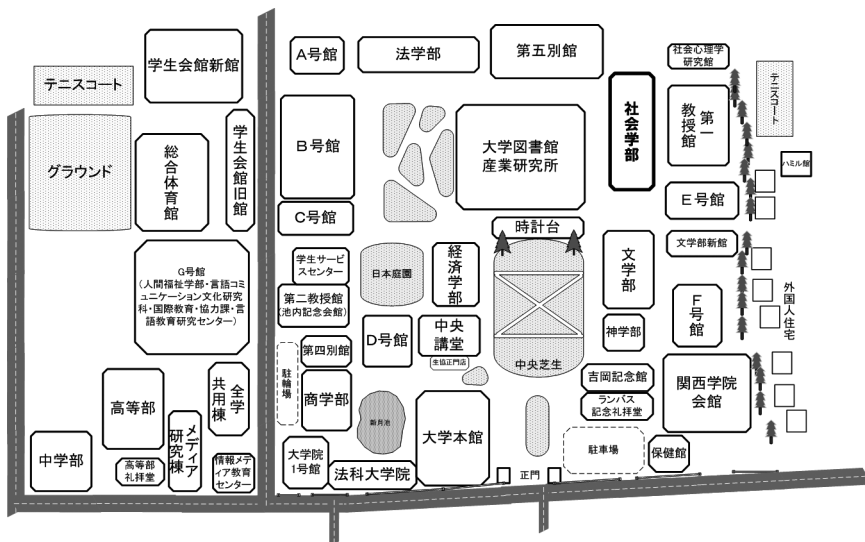 学生会館新館
テニスコート
グラウンド
総合体育館
学生会館旧館
G号館
(人間福祉学部・言語コミ
ュニケーション文化研究
科・国際教育・協力課・言
語教育研究センター)
高等部
全学
共用棟
メディア
研究棟
中学部
高等部
礼拝堂
情報メデ
ィア教育
センター
A号館
法学部
第五別館
社会心理学
研究館
テニスコート
B号館
大学図書館
産業研究所
社会学部
第一
教授館
ハミル館
C号館
時計台
E号館
学生サービ
スセンター
日本庭園
経済学部
文学部
文学部新館
第二教授館
(池内記念会館)
D号館
中央
講堂
生協正門店
中央芝生
神学部
F号館
外国人住宅
駐輪場
第四別館
商学部
新月池
大学本館
吉岡記念館
ランバス
記念礼拝堂
関西学院
会館
大学院
1号館
法科大学院
正門
駐車場
保健館